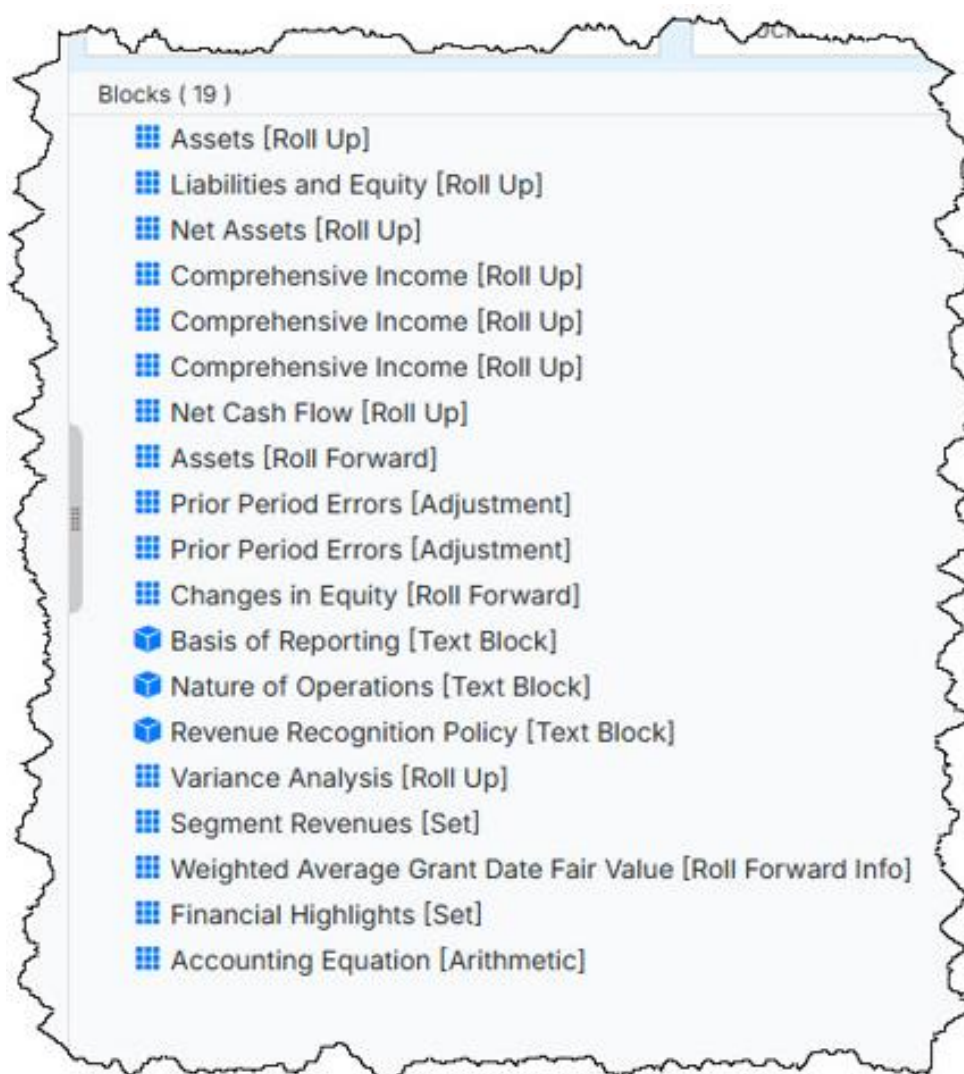 Blocks ( 19 )
Assets [Roll Up]
Liabilities and Equity [Roll Up]
Net Assets [Roll Up]
Comprehensive Income [Roll Up]
Comprehensive Income [Roll Up]
Comprehensive Income [Roll Up]
Net Cash Flow [Roll Up]
Assets [Roll Forward]
Prior Period Errors [Adjustment]
Prior Period Errors [Adjustment]
Changes in Equity [Roll Forward]
Basis of Reporting [Text Block]
Nature of Operations [Text Block]
Revenue Recognition Policy [Text Block]
Variance Analysis [Roll Up]
Segment Revenues [Set]
Weighted Average Grant Date Fair Value [Roll Forward Info]
Financial Highlights [Set]
Accounting Equation [Arithmetic]